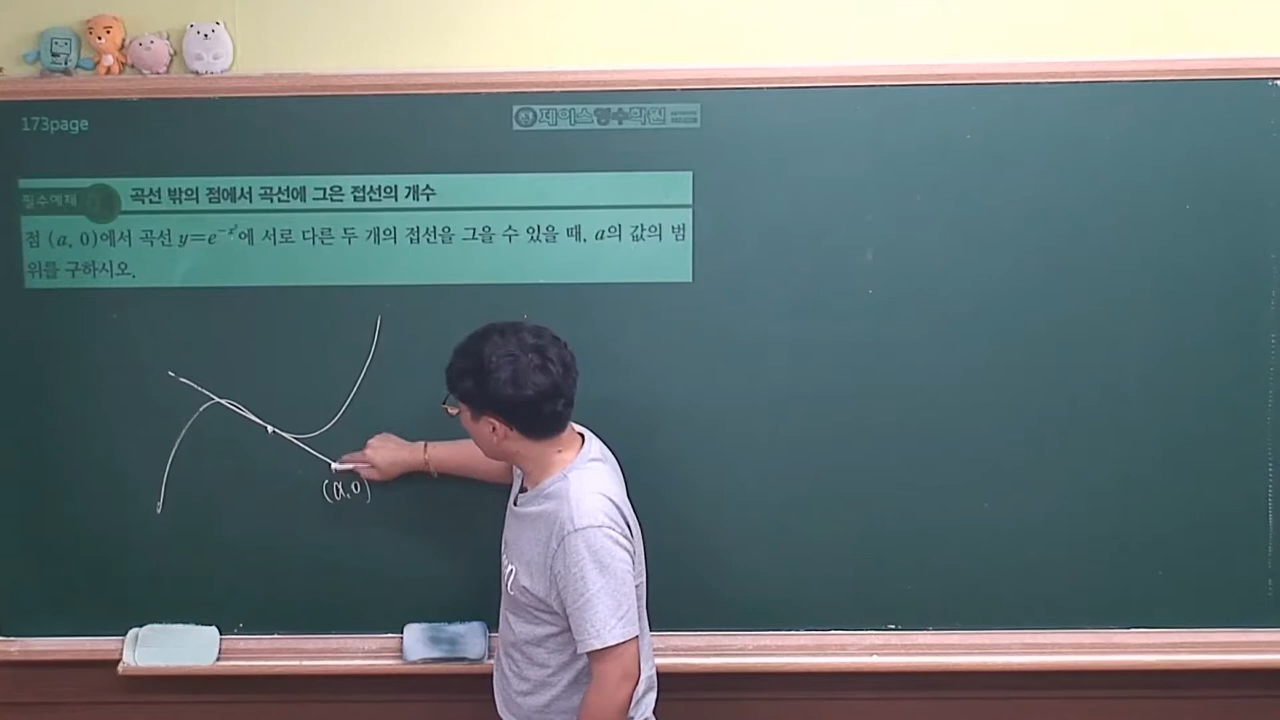 173page
제이스영수학원
필수예제
곡선 밖의 점에서 곡선에 그은 접선의 개수
점 (a, 0)에서 곡선 y=e^{-x^2}에 서로 다른 두 개의 접선을 그을 수 있을 때, a의 값의 범
위를 구하시오.
(a,0)